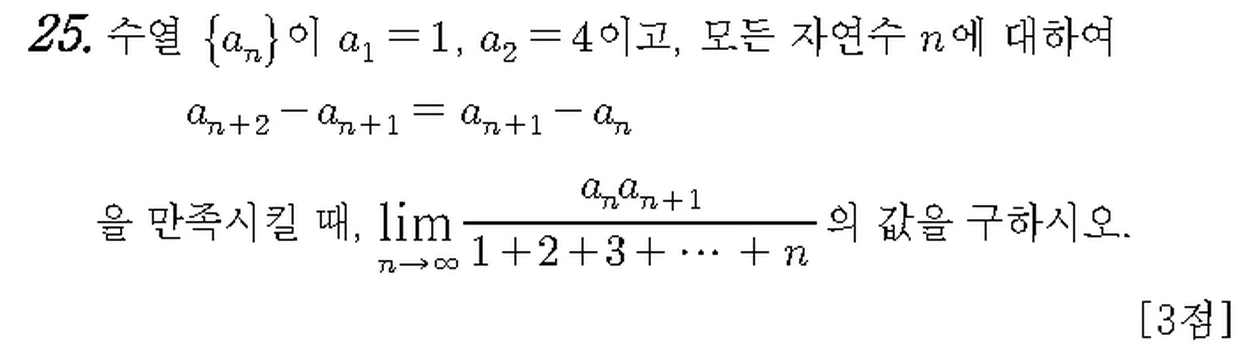 25. 수열 {aₙ}이 a₁ = 1, a₂ = 4이고, 모든 자연수 n에 대하여
aₙ₊₂ − aₙ₊₁ = aₙ₊₁ − aₙ
을 만족시킬 때, lim_{n→∞} (aₙaₙ₊₁)/(1+2+3+ ⋯ +n) 의 값을 구하시오.
[3점]